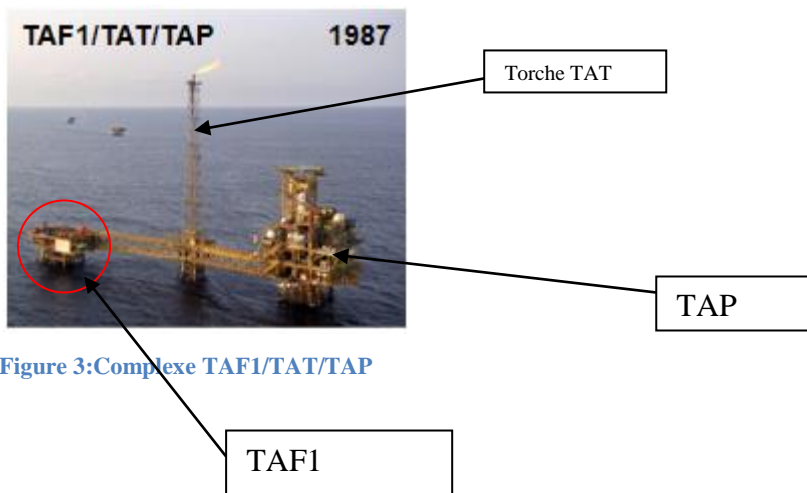 TAF1/TAT/TAP 1987
Torche TAT
TAP
Figure 3:Complexe TAF1/TAT/TAP
TAF1